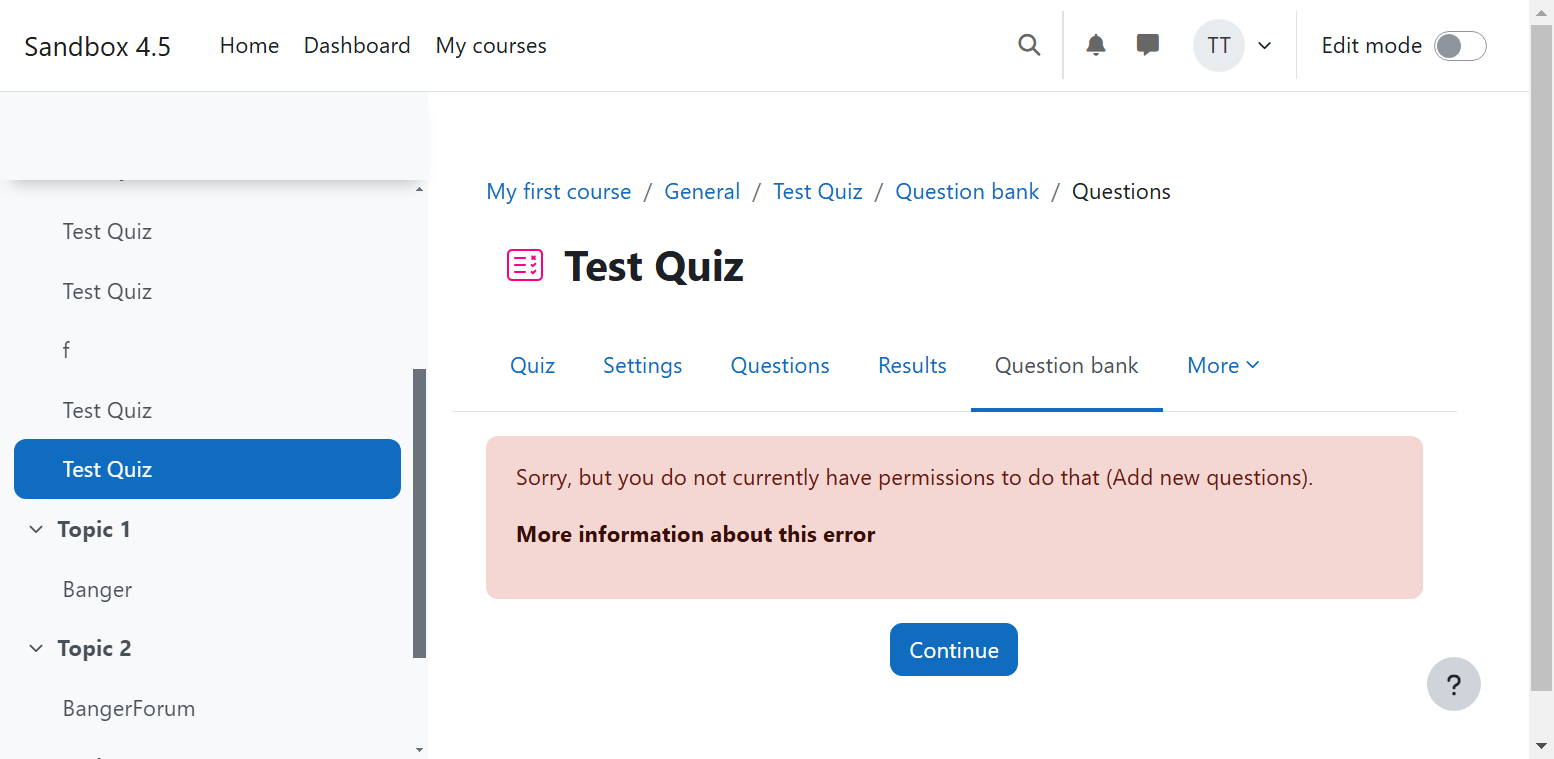 Sandbox 4.5
Home
Dashboard
My courses
TT
Edit mode
Test Quiz
Test Quiz
f
Test Quiz
Test Quiz
Topic 1
Banger
Topic 2
BangerForum
My first course / General / Test Quiz / Question bank / Questions
Test Quiz
Quiz
Settings
Questions
Results
Question bank
More
Sorry, but you do not currently have permissions to do that (Add new questions).
More information about this error
Continue
?